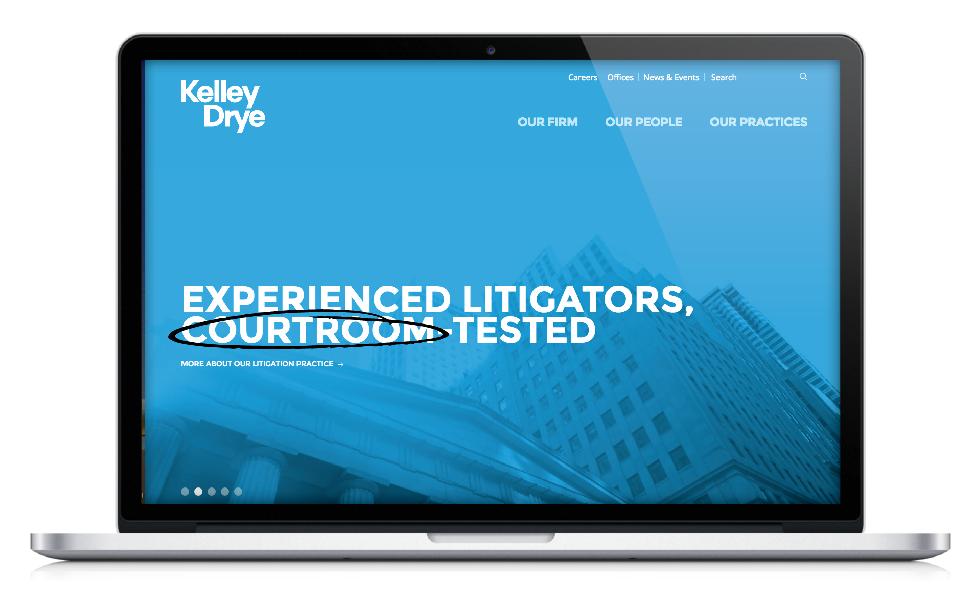 Careers | Offices | News & Events | Search
Kelley
Drye
OUR FIRM OUR PEOPLE OUR PRACTICES
EXPERIENCED LITIGATORS,
COURTROOM-TESTED
MORE ABOUT OUR LITIGATION PRACTICE →